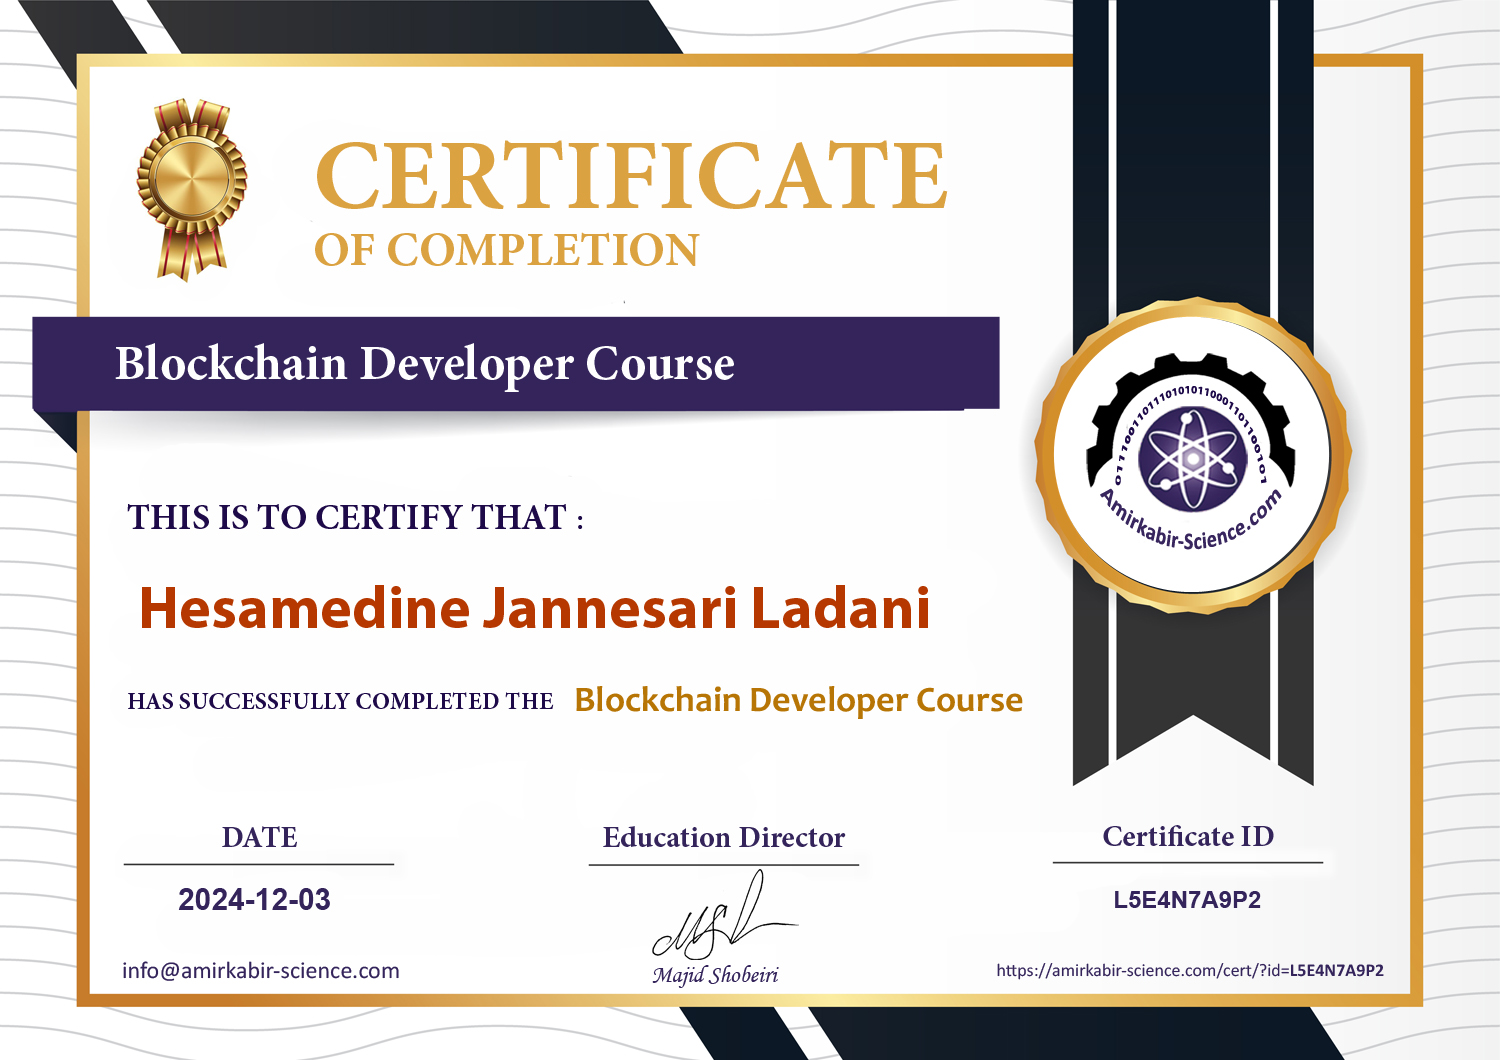 CERTIFICATE
OF COMPLETION
Blockchain Developer Course
01111001101110101011000110110010101
Amirkabir-Science.com
THIS IS TO CERTIFY THAT :
Hesamedine Jannesari Ladani
HAS SUCCESSFULLY COMPLETED THE Blockchain Developer Course
DATE
2024-12-03
info@amirkabir-science.com
Education Director
Majid Shobeiri
Certificate ID
L5E4N7A9P2
https://amirkabir-science.com/cert/?id=L5E4N7A9P2